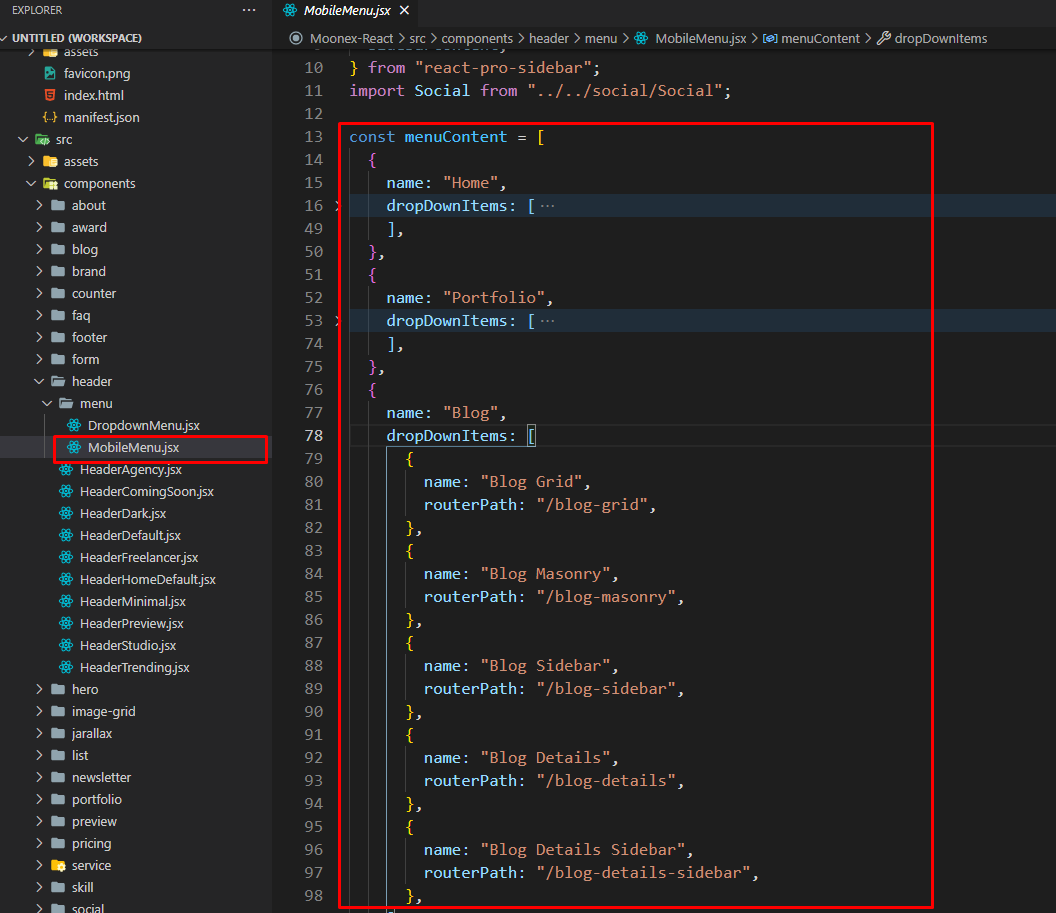 EXPLORER
UNTITLED (WORKSPACE)
assets
favicon.png
index.html
manifest.json
src
assets
components
about
award
blog
brand
counter
faq
footer
form
header
menu
DropdownMenu.jsx
MobileMenu.jsx
HeaderAgency.jsx
HeaderComingSoon.jsx
HeaderDark.jsx
HeaderDefault.jsx
HeaderFreelancer.jsx
HeaderHomeDefault.jsx
HeaderMinimal.jsx
HeaderPreview.jsx
HeaderStudio.jsx
HeaderTrending.jsx
hero
image-grid
jarallax
list
newsletter
portfolio
preview
pricing
service
skill
social
MobileMenu.jsx
Moonex-React > src > components > header > menu > MobileMenu.jsx > menuContent > dropDownItems
10 } from "react-pro-sidebar";
11 import Social from "../../social/Social";
12
13 const menuContent = [
14 {
15 name: "Home",
16 dropDownItems: [ ···
49 ],
50 },
51 {
52 name: "Portfolio",
53 dropDownItems: [ ···
74 ],
75 },
76 {
77 name: "Blog",
78 dropDownItems: [
79 {
80 name: "Blog Grid",
81 routerPath: "/blog-grid",
82 },
83 {
84 name: "Blog Masonry",
85 routerPath: "/blog-masonry",
86 },
87 {
88 name: "Blog Sidebar",
89 routerPath: "/blog-sidebar",
90 },
91 {
92 name: "Blog Details",
93 routerPath: "/blog-details",
94 },
95 {
96 name: "Blog Details Sidebar",
97 routerPath: "/blog-details-sidebar",
98 },